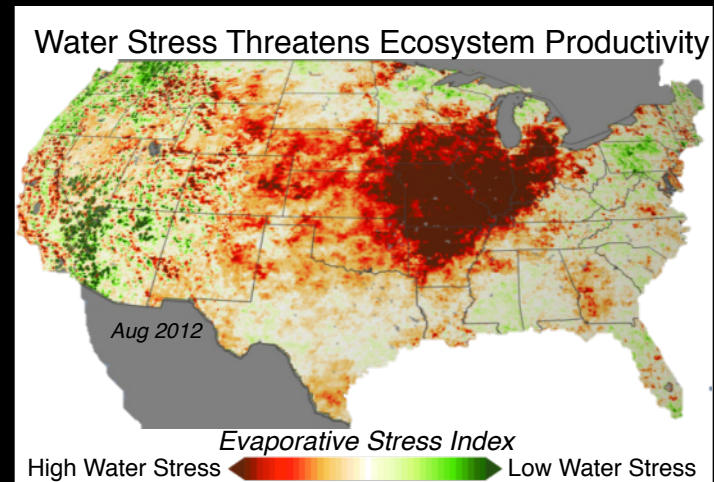 Water Stress Threatens Ecosystem Productivity
Aug 2012
Evaporative Stress Index
High Water Stress Low Water Stress